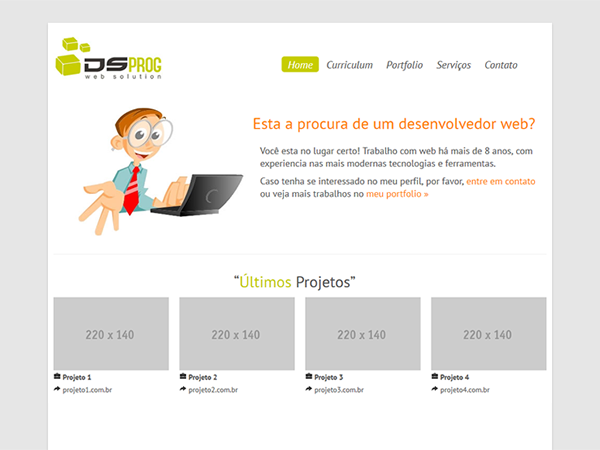 DSPROG
web solution
Home Curriculum Portfolio Serviços Contato
Esta a procura de um desenvolvedor web?
Você esta no lugar certo! Trabalho com web há mais de 8 anos, com
experiencia nas mais modernas tecnologias e ferramentas.
Caso tenha se interessado no meu perfil, por favor, entre em contato
ou veja mais trabalhos no meu portfolio »
“Últimos Projetos”
220 x 140 220 x 140 220 x 140 220 x 140
Projeto 1 Projeto 2 Projeto 3 Projeto 4
projeto1.com.br projeto2.com.br projeto3.com.br projeto4.com.br